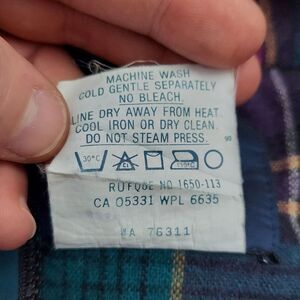 MACHINE WASH
COLD GENTLE SEPARATELY
NO BLEACH.
LINE DRY AWAY FROM HEAT
COOL IRON OR DRY CLEAN.
DO NOT STEAM PRESS.
30°C
NO 1650-113
CA 05331 WPL 6635
76311